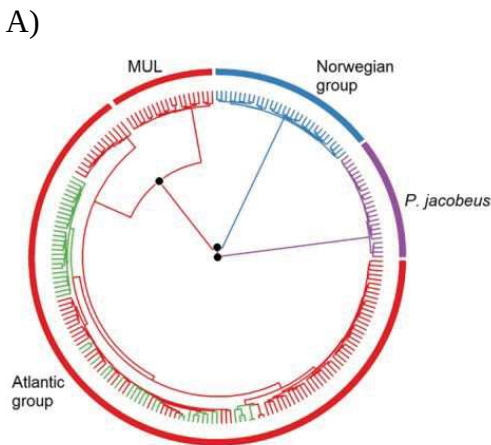 A)
MUL
Norwegian
group
P. jacobeus
Atlantic
group